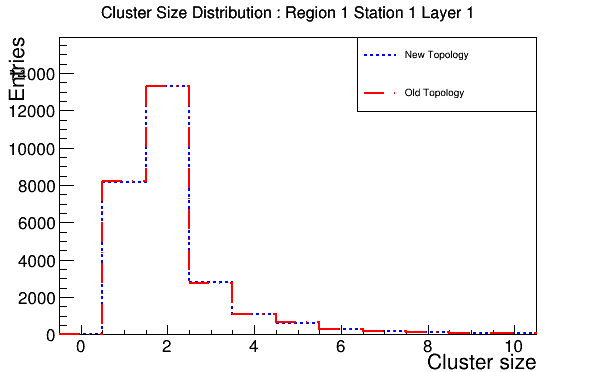 Cluster Size Distribution : Region 1 Station 1 Layer 1
Entries
New Topology
Old Topology
14000
12000
10000
8000
6000
4000
2000
0
0 2 4 6 8 10
Cluster size